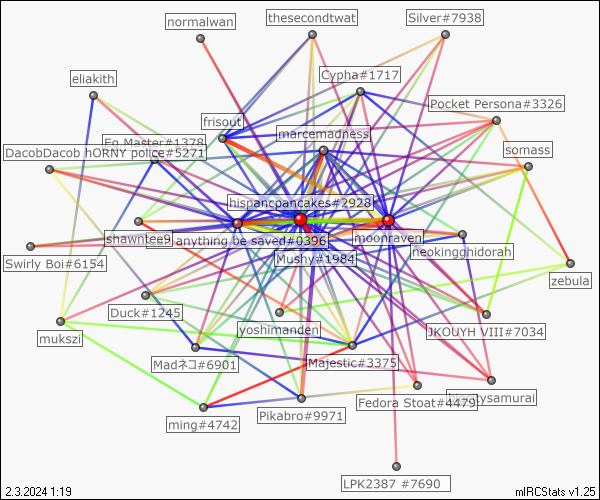 normalwan
thesecondtwat
Silver#7938
eliakith
Cypha#1717
Pocket Persona#3326
frisout
marcemadness
Eg Master#1378
DacobDacob hORNY police#5271
somass
hispancpancakes#2928
shawntee9
anything be saved#0396
moonraven
neokingghidorah
Swirly Boi#6154
Mushy#1984
zebula
Duck#1245
yoshimanden
JKOUYH VIII#7034
mukszi
Madネコ#6901
Majestic#3375
Fedora Stoat#4479
ming#4742
Pikabro#9971
LPK2387 #7690
2.3.2024 1:19
mIRCStats v1.25